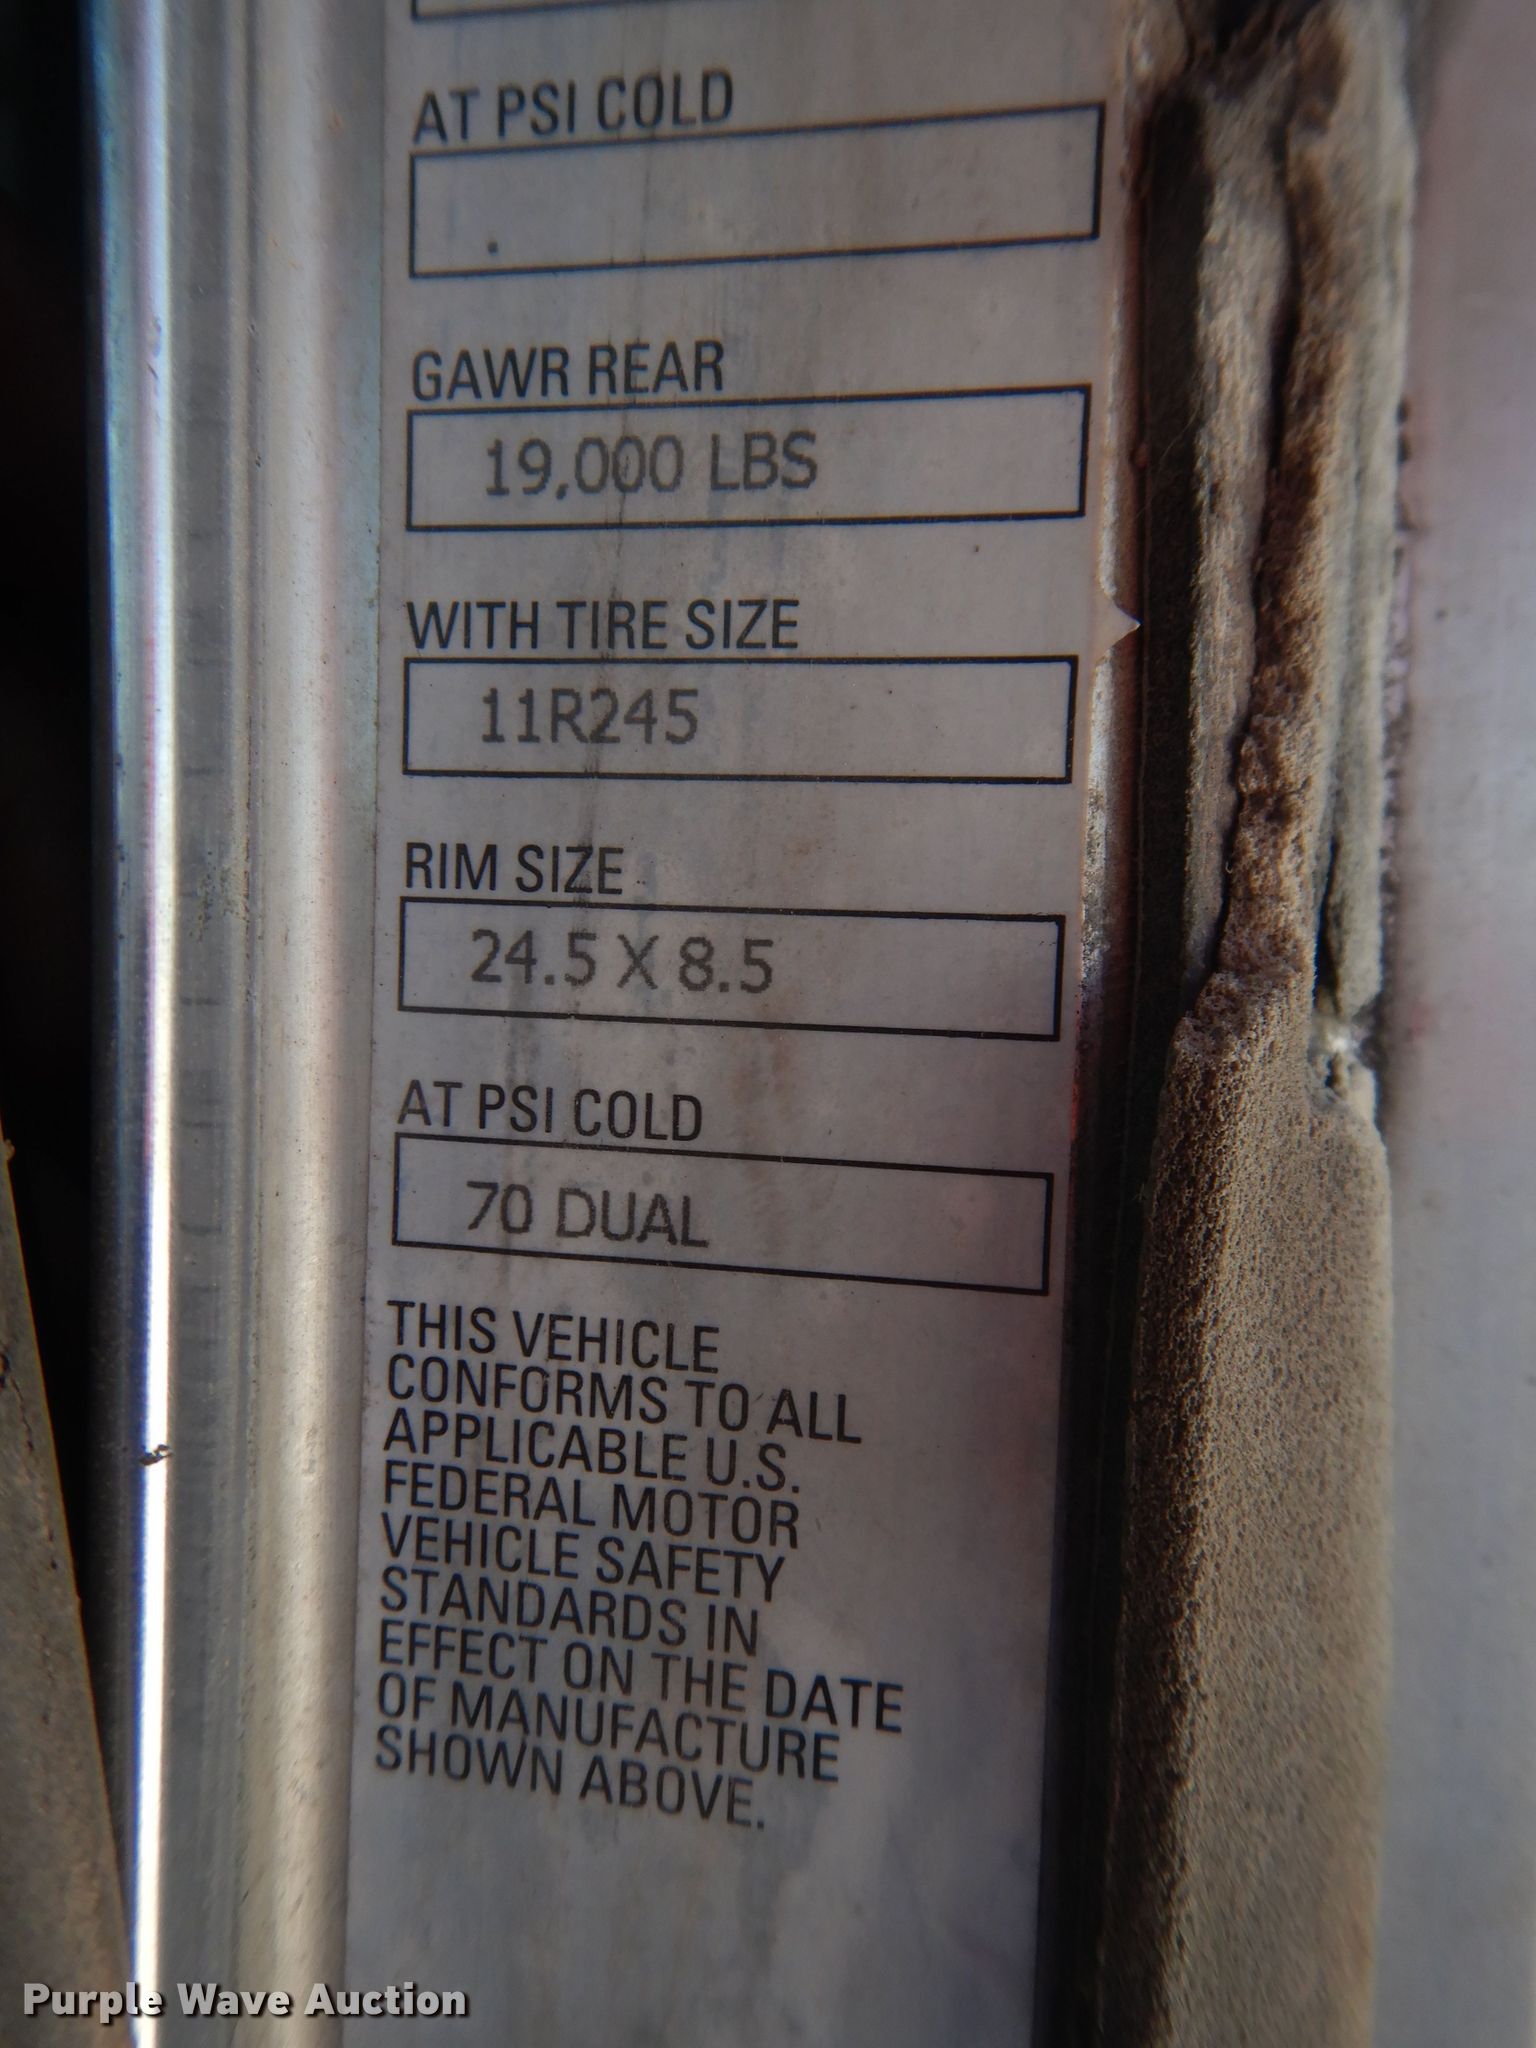 AT PSI COLD
GAWR REAR
19,000 LBS
WITH TIRE SIZE
11R245
RIM SIZE
24.5 X 8.5
AT PSI COLD
70 DUAL
THIS VEHICLE
CONFORMS TO ALL
APPLICABLE U.S.
FEDERAL MOTOR
VEHICLE SAFETY
STANDARDS IN
EFFECT ON THE DATE
OF MANUFACTURE
SHOWN ABOVE.
Purple Wave Auction